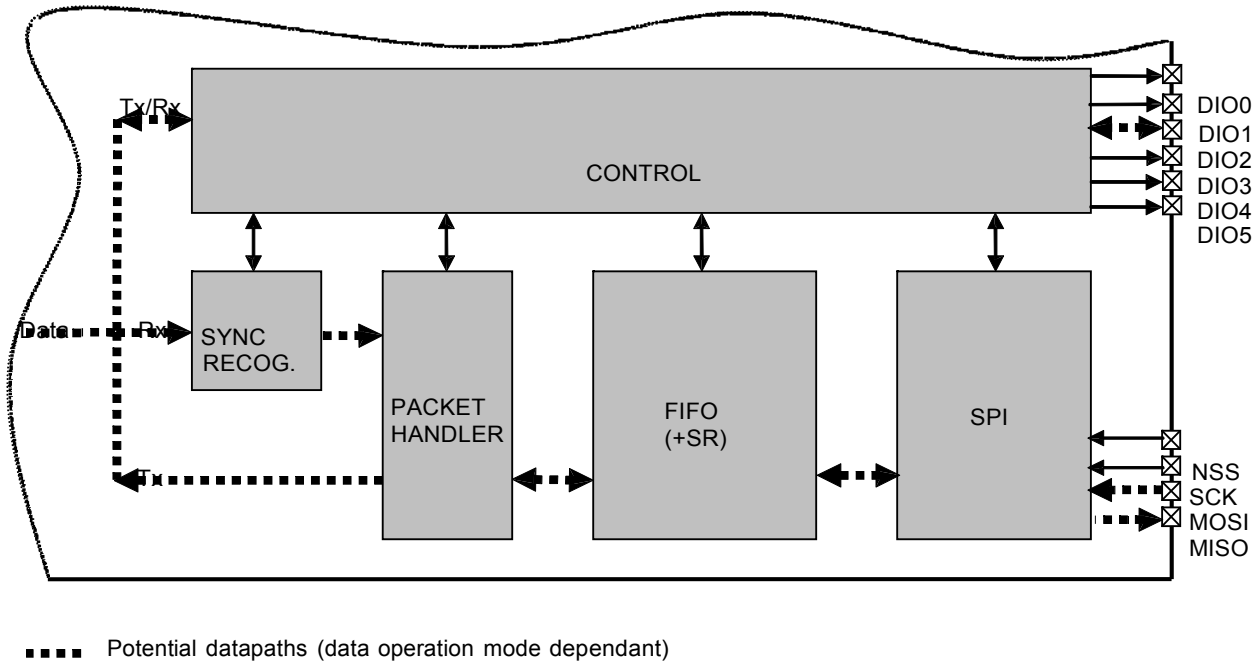 Tx/Rx
DIO0
DIO1
CONTROL
DIO2
DIO3
DIO4
DIO5
Data
Rx
SYNC
RECOG.
PACKET
HANDLER
FIFO
(+SR)
SPI
Tx
NSS
SCK
MOSI
MISO
Potential datapaths (data operation mode dependant)